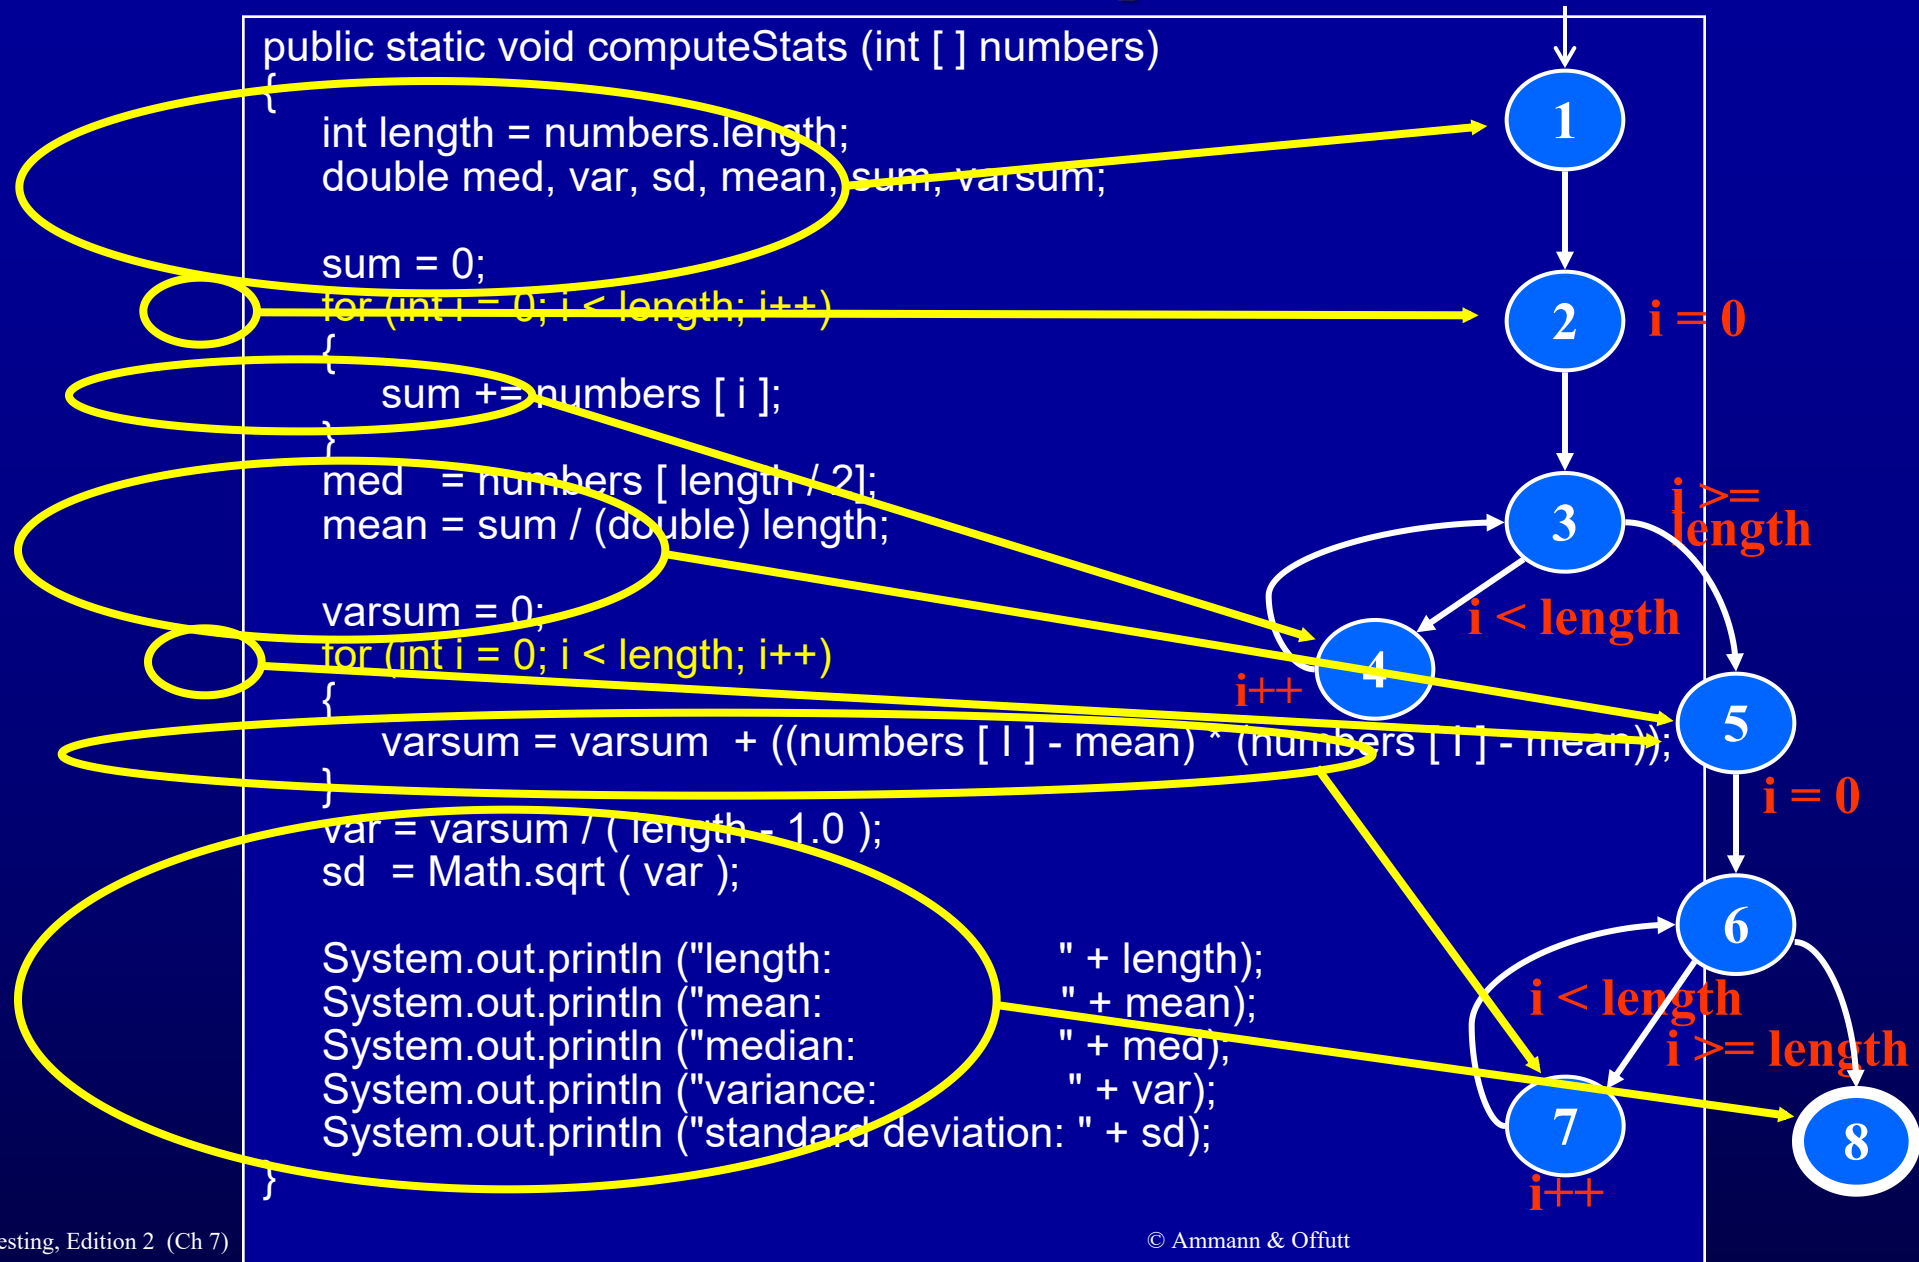 public static void computeStats (int [ ] numbers)
{
int length = numbers.length;
double med, var, sd, mean, sum, varsum;
sum = 0;
for (int i = 0; i < length; i++)
{
sum += numbers [ i ];
}
med = numbers [ length / 2];
mean = sum / (double) length;
varsum = 0;
for (int i = 0; i < length; i++)
{
varsum = varsum + ((numbers [ I ] - mean) * (numbers [ I ] - mean));
}
var = varsum / ( length - 1.0 );
sd = Math.sqrt ( var );
System.out.println ("length: " + length);
System.out.println ("mean: " + mean);
System.out.println ("median: " + med);
System.out.println ("variance: " + var);
System.out.println ("standard deviation: " + sd);
}
1
2
i = 0
3
i >=
length
i < length
4
i++
5
i = 0
6
i < length
i >= length
7
i++
8
esting, Edition 2 (Ch 7)
© Ammann & Offutt